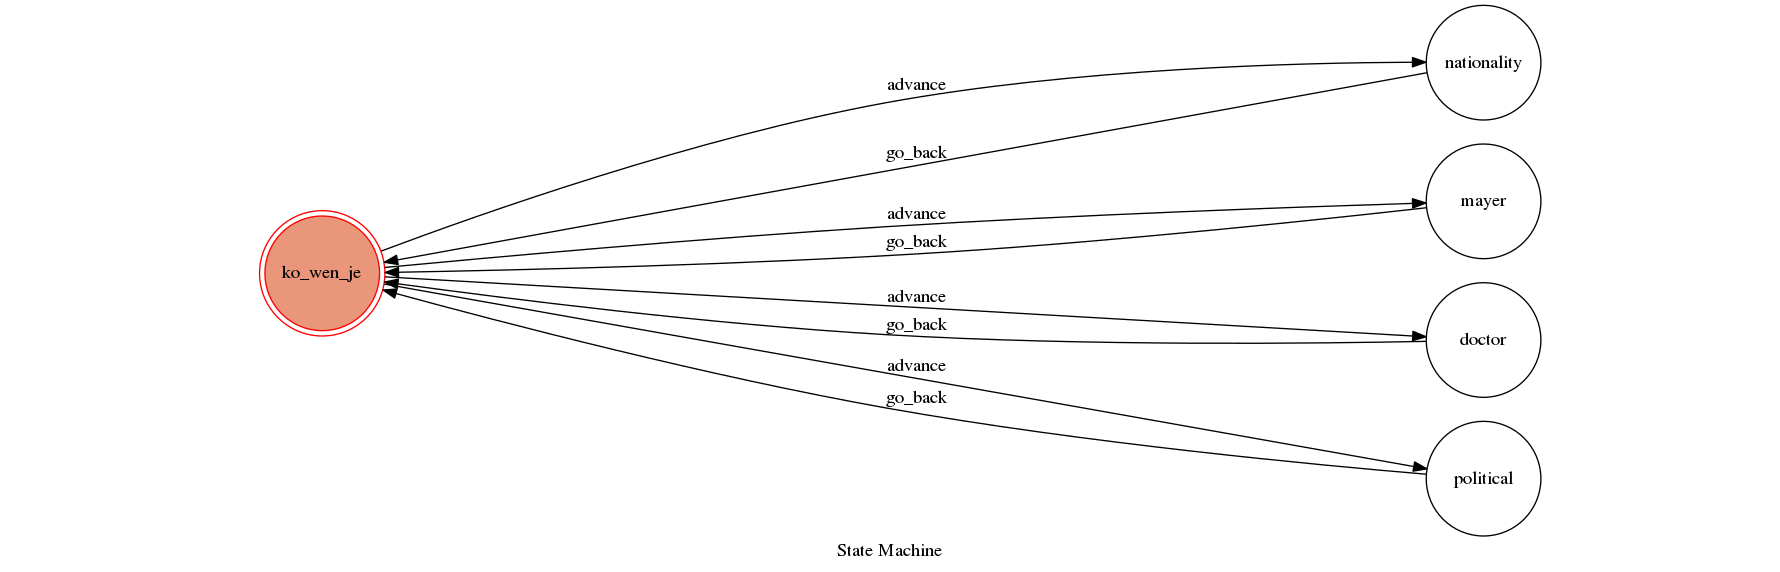 nationality
advance
go_back
mayer
advance
go_back
ko_wen_je
advance
go_back
doctor
advance
go_back
political
State Machine